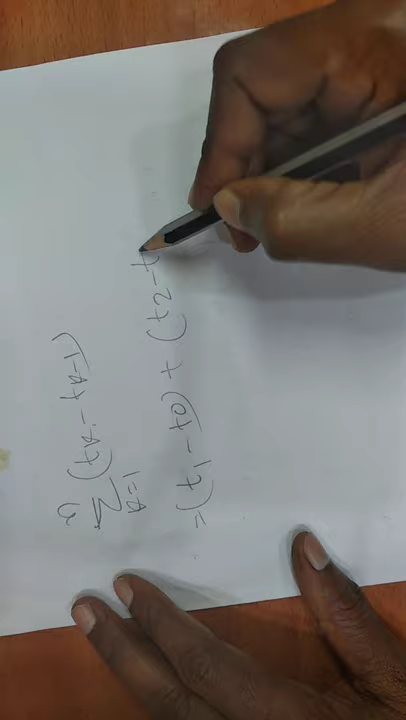 n
∑ (tk - tk-1)
k=1
= (t1 - t0) + (t2 - t